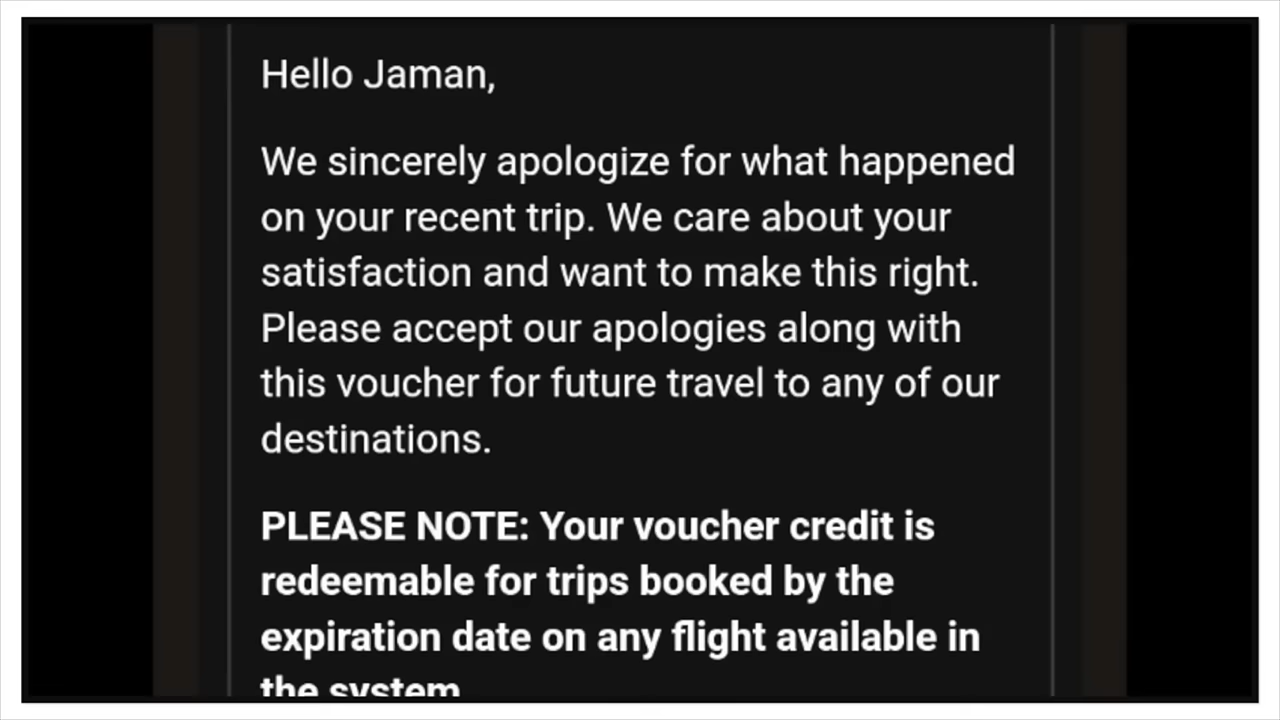 Hello Jaman,
We sincerely apologize for what happened
on your recent trip. We care about your
satisfaction and want to make this right.
Please accept our apologies along with
this voucher for future travel to any of our
destinations.
PLEASE NOTE: Your voucher credit is
redeemable for trips booked by the
expiration date on any flight available in
the system